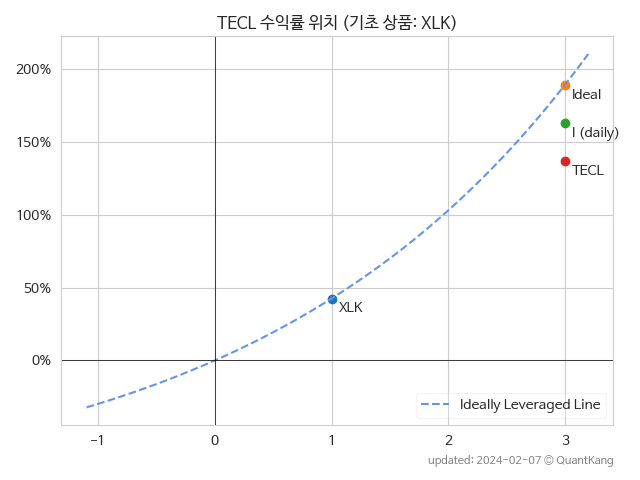 TECL 수익률 위치 (기초 상품: XLK)
200%
150%
100%
50%
0%
Ideal
I (daily)
TECL
XLK
Ideally Leveraged Line
−1
0
1
2
3
updated: 2024-02-07 © QuantKang